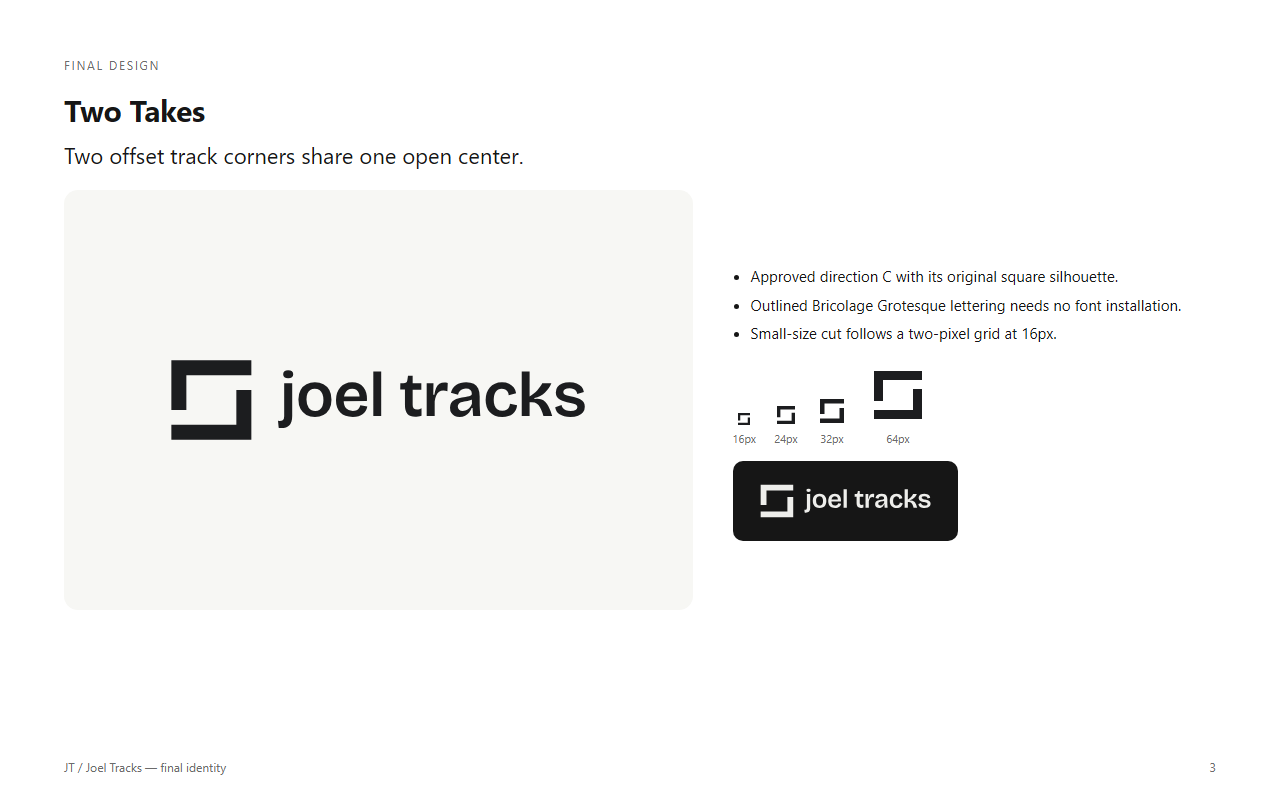 FINAL DESIGN
Two Takes
Two offset track corners share one open center.
joel tracks
• Approved direction C with its original square silhouette.
• Outlined Bricolage Grotesque lettering needs no font installation.
• Small-size cut follows a two-pixel grid at 16px.
16px 24px 32px 64px
joel tracks
JT / Joel Tracks — final identity
3